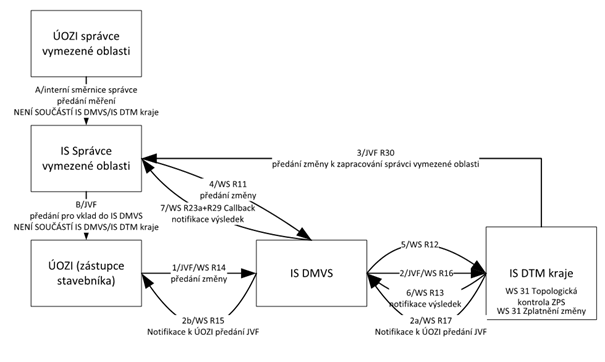 ÚOZI správce
vymezené oblasti
A/interní směrnice správce
předání měření
NENÍ SOUČÁSTÍ IS DMVS/IS DTM kraje
IS Správce
vymezené oblasti
3/JVF R30
předání změny k zapracování správci vymezené oblasti
4/WS R11
předání změny
7/WS R23a+R29 Callback
notifikace výsledek
B/JVF
předání pro vklad do IS DMVS
NENÍ SOUČÁSTÍ IS DMVS/IS DTM kraje
ÚOZI (zástupce
stavebníka)
1/JVF/WS R14
předání změny
2b/WS R15
Notifikace k ÚOZI předání JVF
IS DMVS
5/WS R12
2/JVF/WS R16
6/WS R13
notifikace výsledek
2a/WS R17
Notifikace k ÚOZI předání JVF
IS DTM kraje
WS 31 Topologická
kontrola ZPS
WS 31 Zplatnění změny